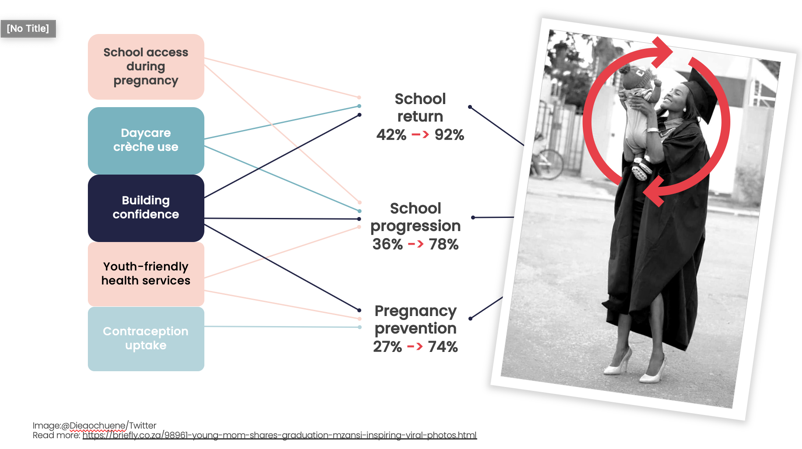 [No Title]
School access
during
pregnancy
Daycare
crèche use
Building
confidence
Youth-friendly
health services
Contraception
uptake
School
return
42% –> 92%
School
progression
36% –> 78%
Pregnancy
prevention
27% –> 74%
Image:@Diegochuene/Twitter
Read more: https://briefly.co.za/98961-young-mom-shares-graduation-mzansi-inspiring-viral-photos.html